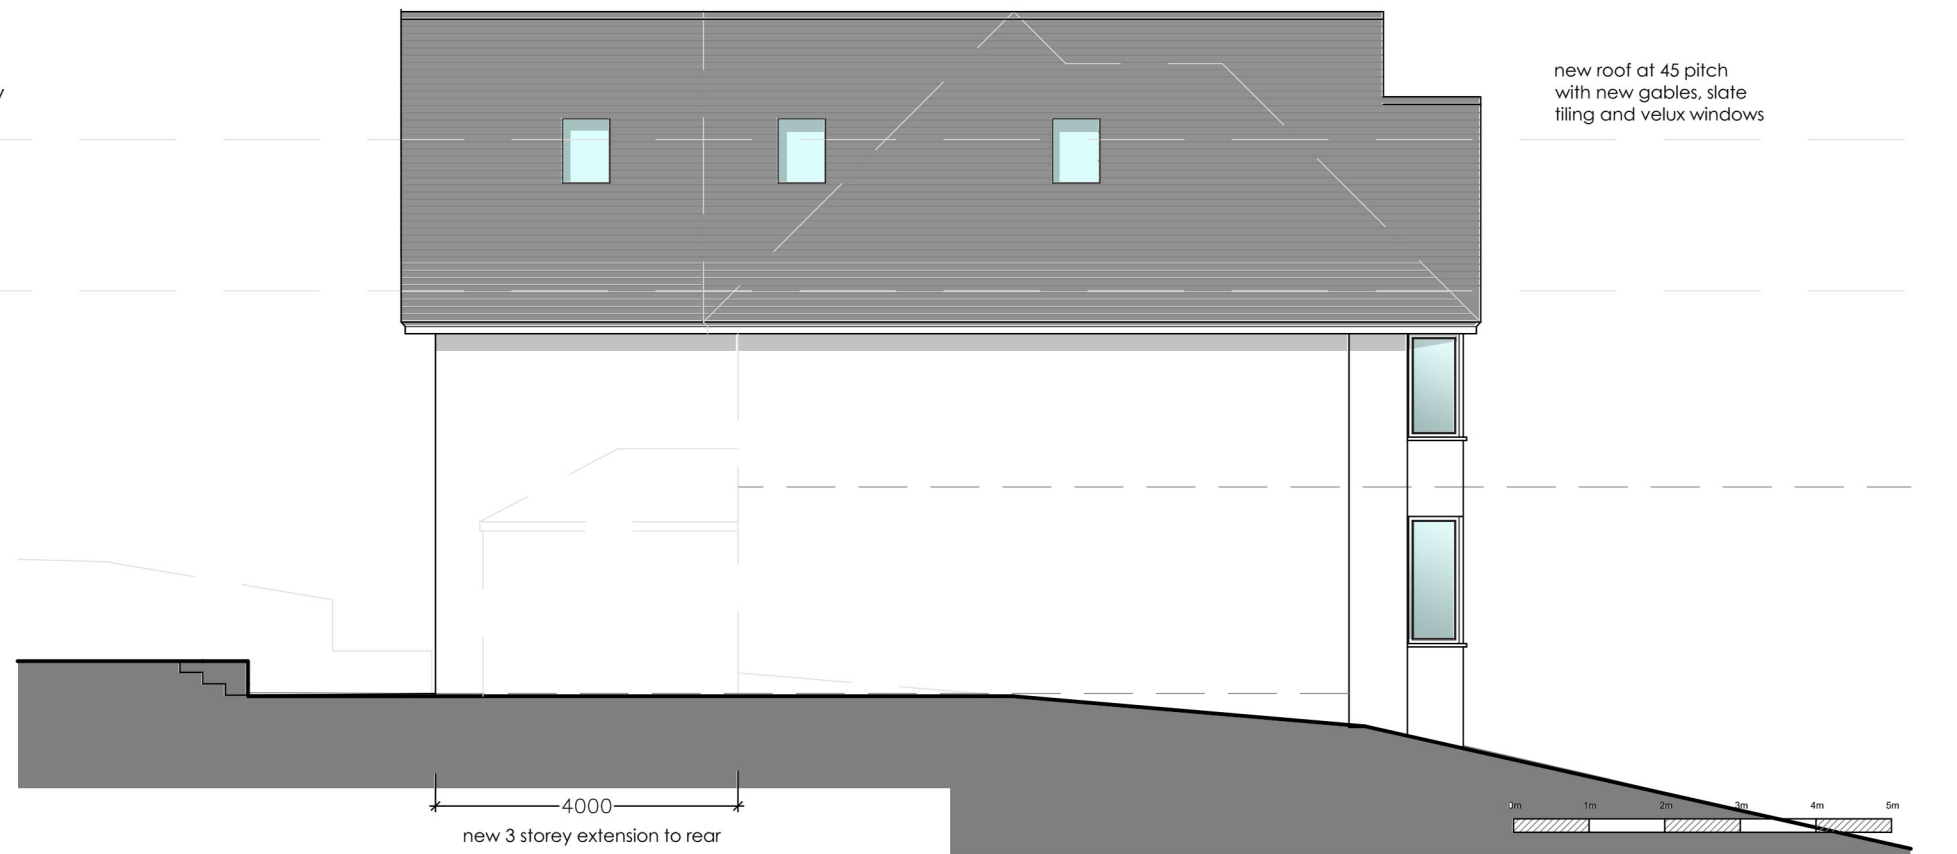 new roof at 45 pitch
with new gables, slate
tiling and velux windows
4000
new 3 storey extension to rear
0m 1m 2m 3m 4m 5m